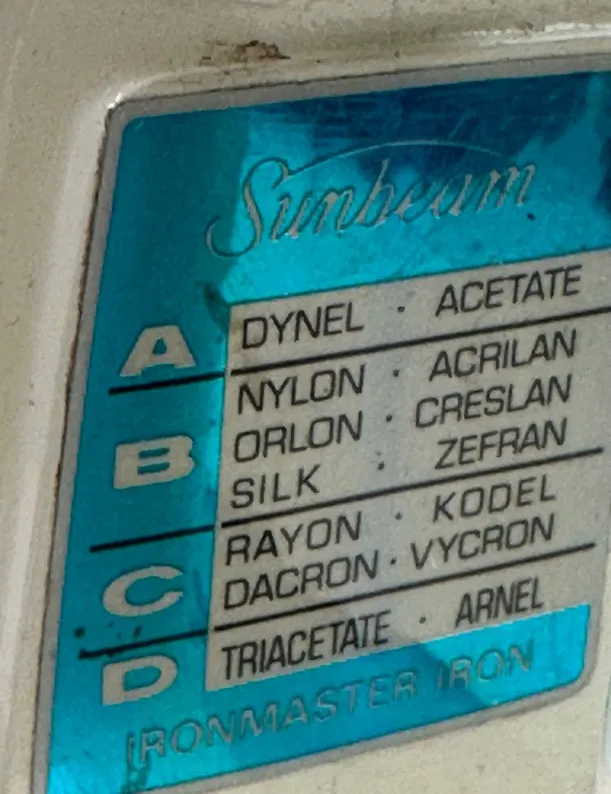 Sunbeam
A DYNEL · ACETATE
B NYLON · ACRILAN
ORLON · CRESLAN
SILK · ZEFRAN
C RAYON · KODEL
DACRON · VYCRON
D TRIACETATE · ARNEL
IRONMASTER IRON